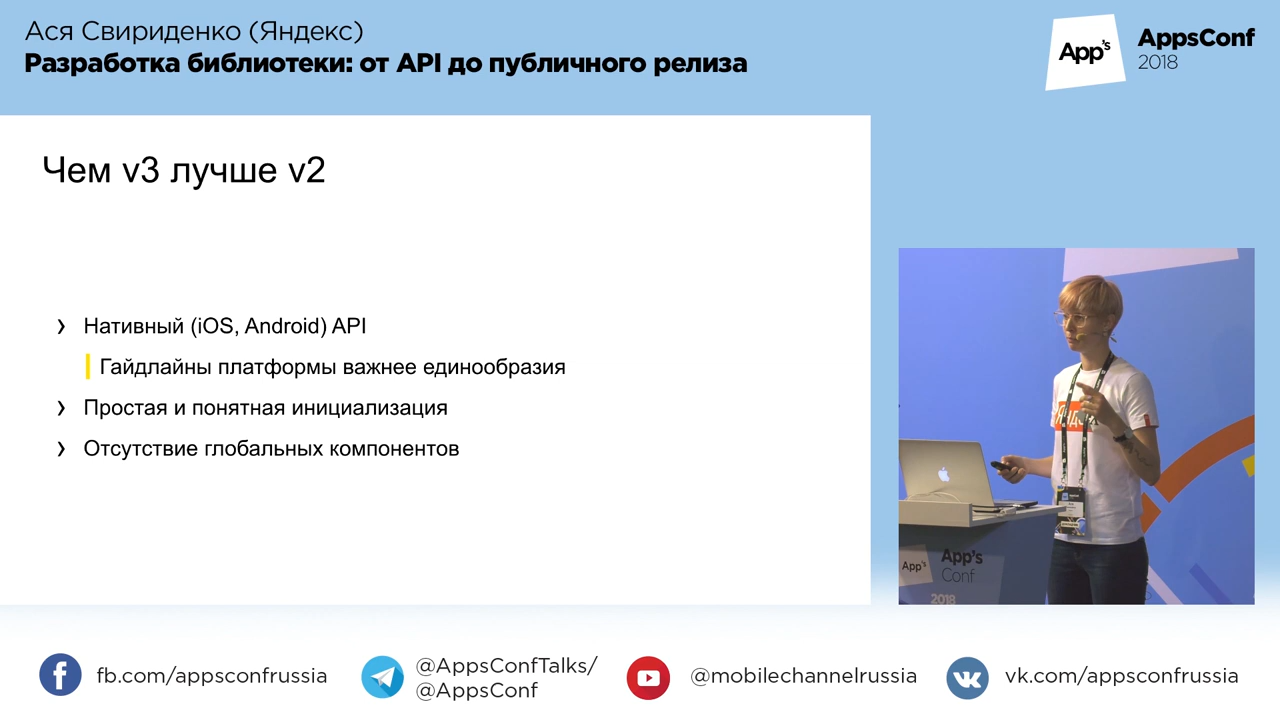 Ася Свириденко (Яндекс)
Разработка библиотеки: от API до публичного релиза
App's
AppsConf
2018
Чем v3 лучше v2
› Нативный (iOS, Android) API
Гайдлайны платформы важнее единообразия
› Простая и понятная инициализация
› Отсутствие глобальных компонентов
App's
App's
Conf
2018
fb.com/appsconfrussia
@AppsConfTalks/
@AppsConf
@mobilechannelrussia
vk.com/appsconfrussia